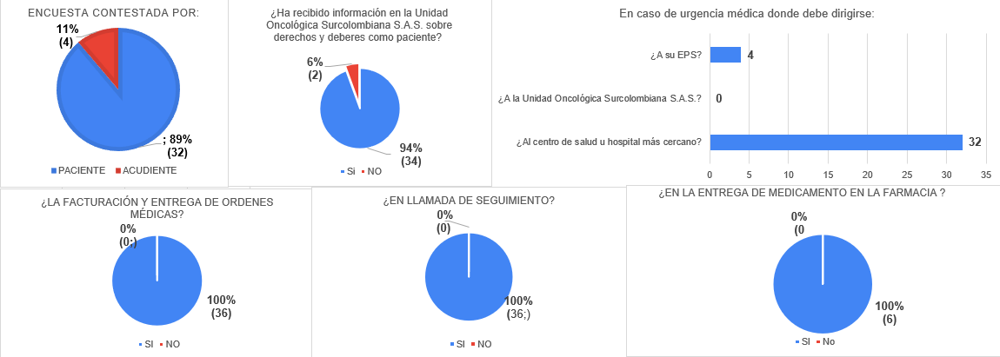 ENCUESTA CONTESTADA POR:
11%
(4)
; 89%
(32)
PACIENTE ACUDIENTE
¿Ha recibido información en la Unidad
Oncológica Surcolombiana S.A.S. sobre
derechos y deberes como paciente?
6%
(2)
94%
(34)
Si NO
En caso de urgencia médica donde debe dirigirse:
¿A su EPS? 4
¿A la Unidad Oncológica Surcolombiana S.A.S.? 0
¿Al centro de salud u hospital más cercano? 32
0 5 10 15 20 25 30 35
¿LA FACTURACIÓN Y ENTREGA DE ORDENES
MÉDICAS?
0%
(0;)
100%
(36)
SI NO
¿EN LLAMADA DE SEGUIMIENTO?
0%
(0)
100%
(36;)
SI NO
¿EN LA ENTREGA DE MEDICAMENTO EN LA FARMACIA ?
0%
(0
100%
(6)
SI No